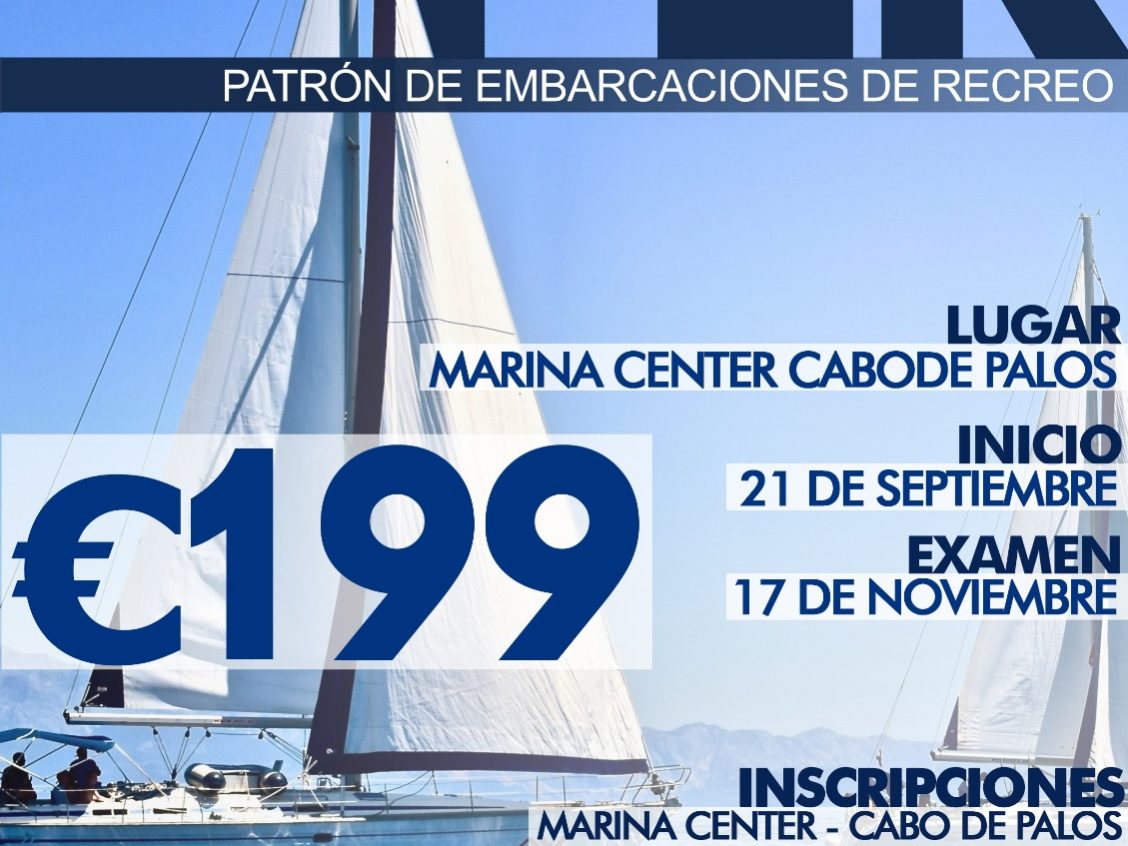 PATRÓN DE EMBARCACIONES DE RECREO
LUGAR
MARINA CENTER CABODE PALOS
€199
INICIO
21 DE SEPTIEMBRE
EXAMEN
17 DE NOVIEMBRE
INSCRIPCIONES
MARINA CENTER - CABO DE PALOS